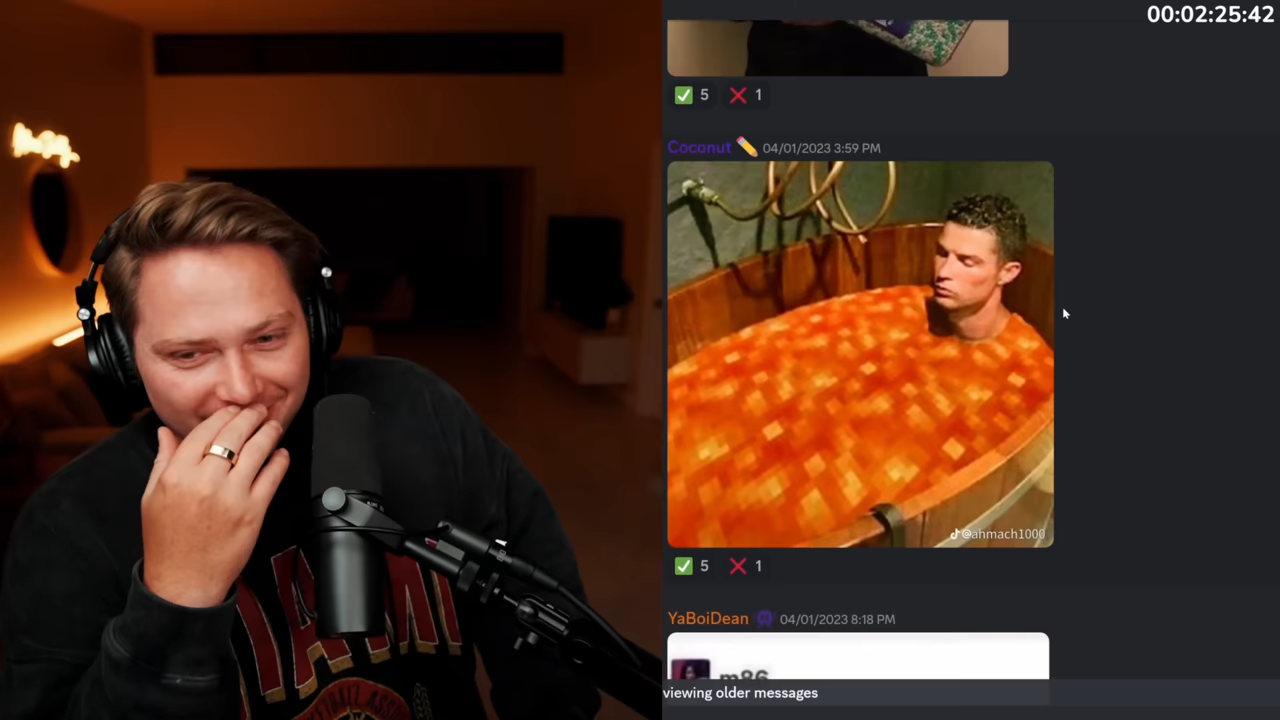 00:02:25:42
✅ 5 ❌ 1
Coconut ✏️ 04/01/2023 3:59 PM
@ahmach1000
✅ 5 ❌ 1
YaBoiDean 04/01/2023 8:18 PM
m86
viewing older messages